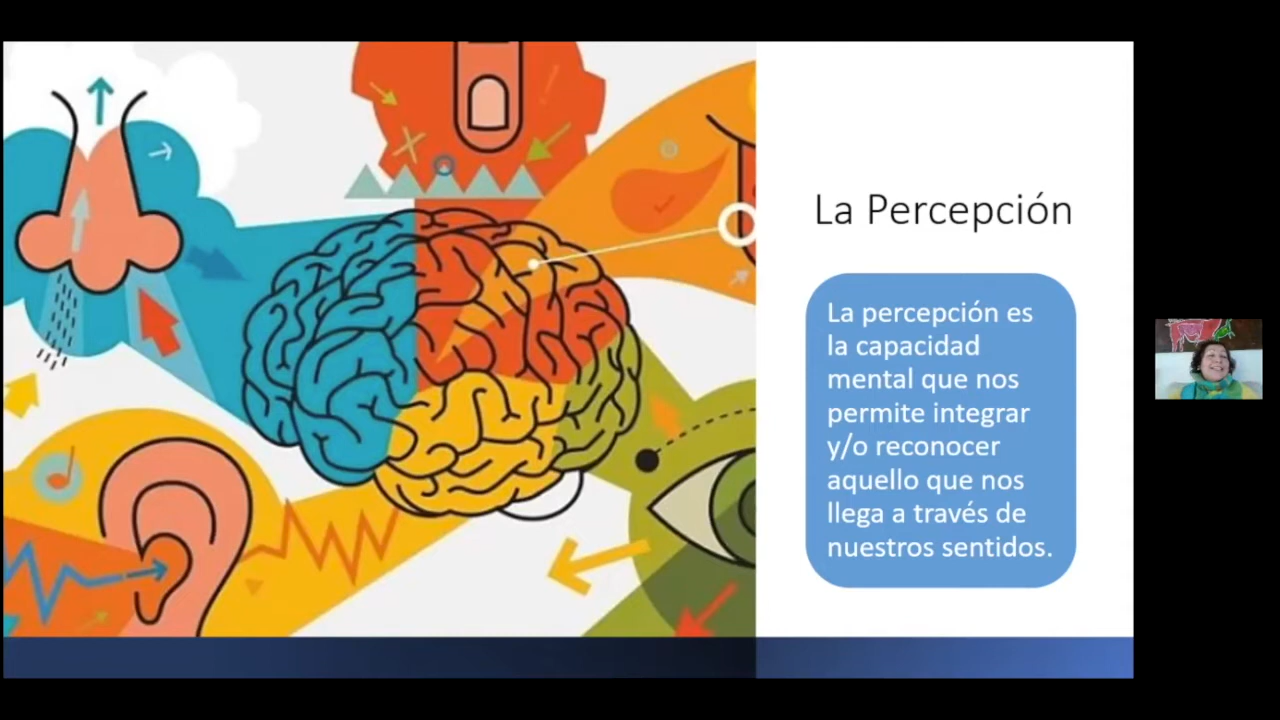 La Percepción
La percepción es
la capacidad
mental que nos
permite integrar
y/o reconocer
aquello que nos
llega a través de
nuestros sentidos.